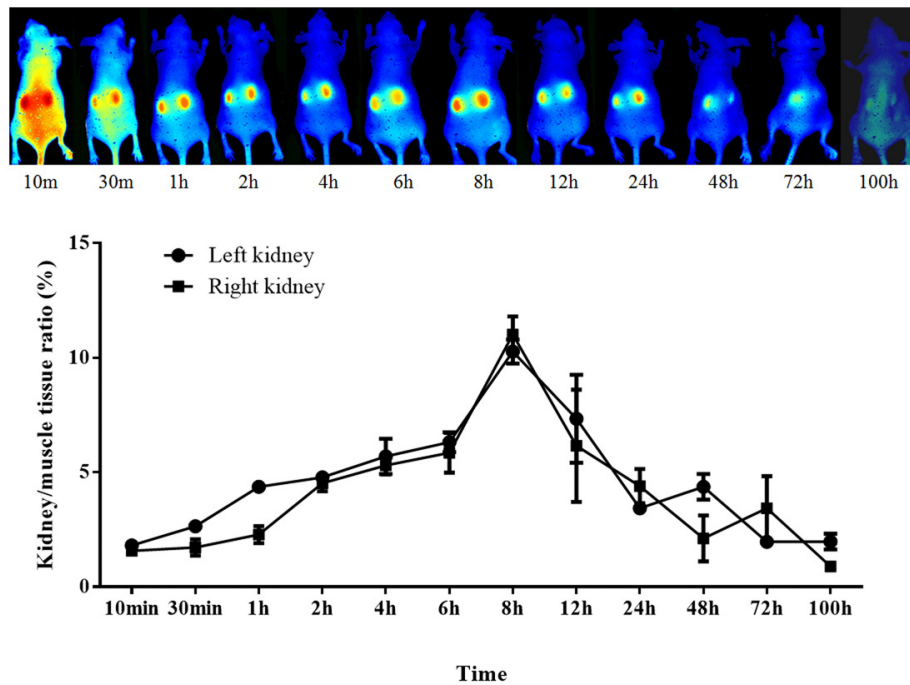 10m 30m 1h 2h 4h 6h 8h 12h 24h 48h 72h 100h
Left kidney
Right kidney
Kidney/muscle tissue ratio (%)
15
10
5
0
10min 30min 1h 2h 4h 6h 8h 12h 24h 48h 72h 100h
Time